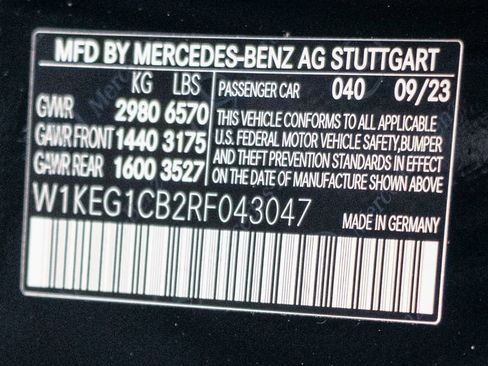 MFD BY MERCEDES-BENZ AG STUTTGART
KG LBS
GVWR 2980 6570
GAWR FRONT 1440 3175
GAWR REAR 1600 3527
PASSENGER CAR 040 09/23
THIS VEHICLE CONFORMS TO ALL APPLICABLE
U.S. FEDERAL MOTOR VEHICLE SAFETY, BUMPER
AND THEFT PREVENTION STANDARDS IN EFFECT
ON THE DATE OF MANUFACTURE SHOWN ABOVE
W1KEG1CB2RF043047
MADE IN GERMANY